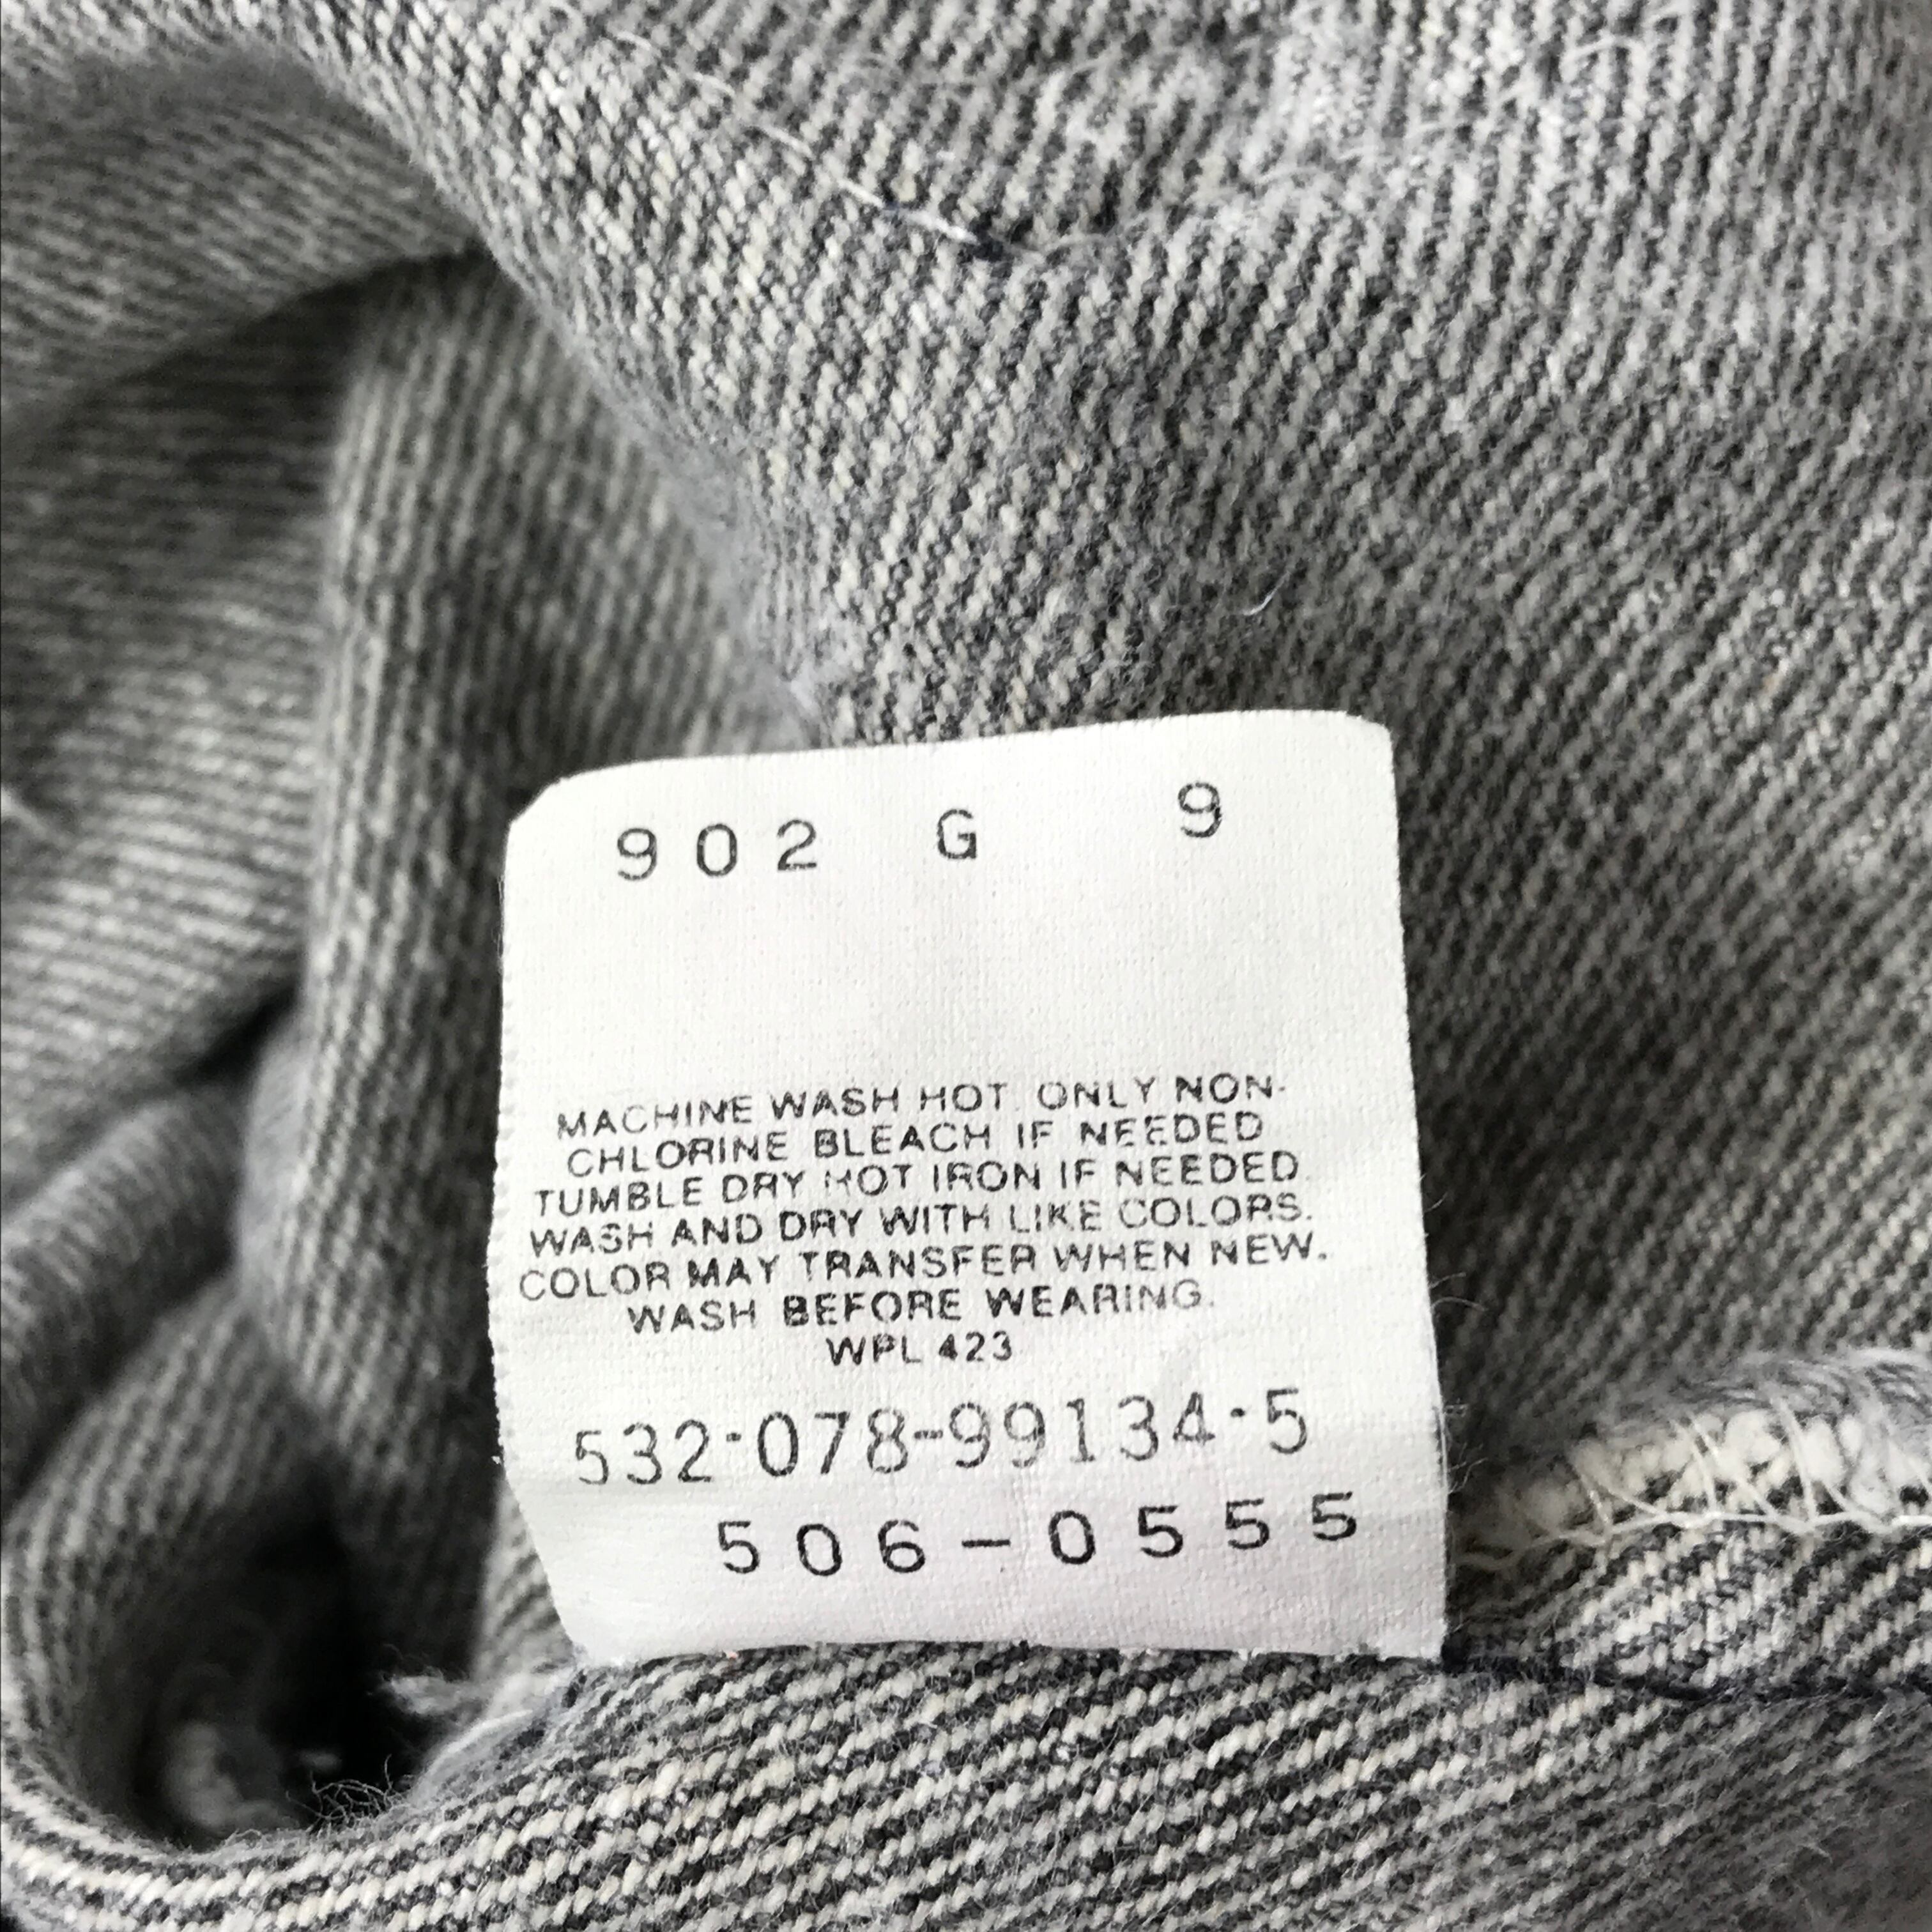 902 G 9
MACHINE WASH HOT. ONLY NON-
CHLORINE BLEACH IF NEEDED
TUMBLE DRY HOT IRON IF NEEDED.
WASH AND DRY WITH LIKE COLORS.
COLOR MAY TRANSFER WHEN NEW.
WASH BEFORE WEARING.
WPL 423
532-078-99134-5
506-0555